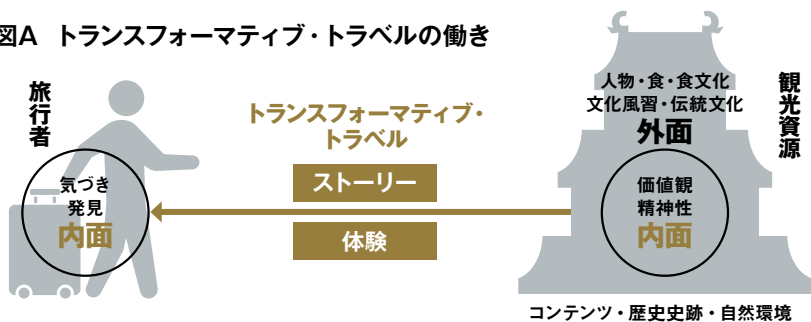 図A トランスフォーマティブ・トラベルの働き
旅行者
気づき
発見
内面
トランスフォーマティブ・
トラベル
ストーリー
体験
人物・食・食文化
文化風習・伝統文化
外面
観光資源
価値観
精神性
内面
コンテンツ・歴史史跡・自然環境